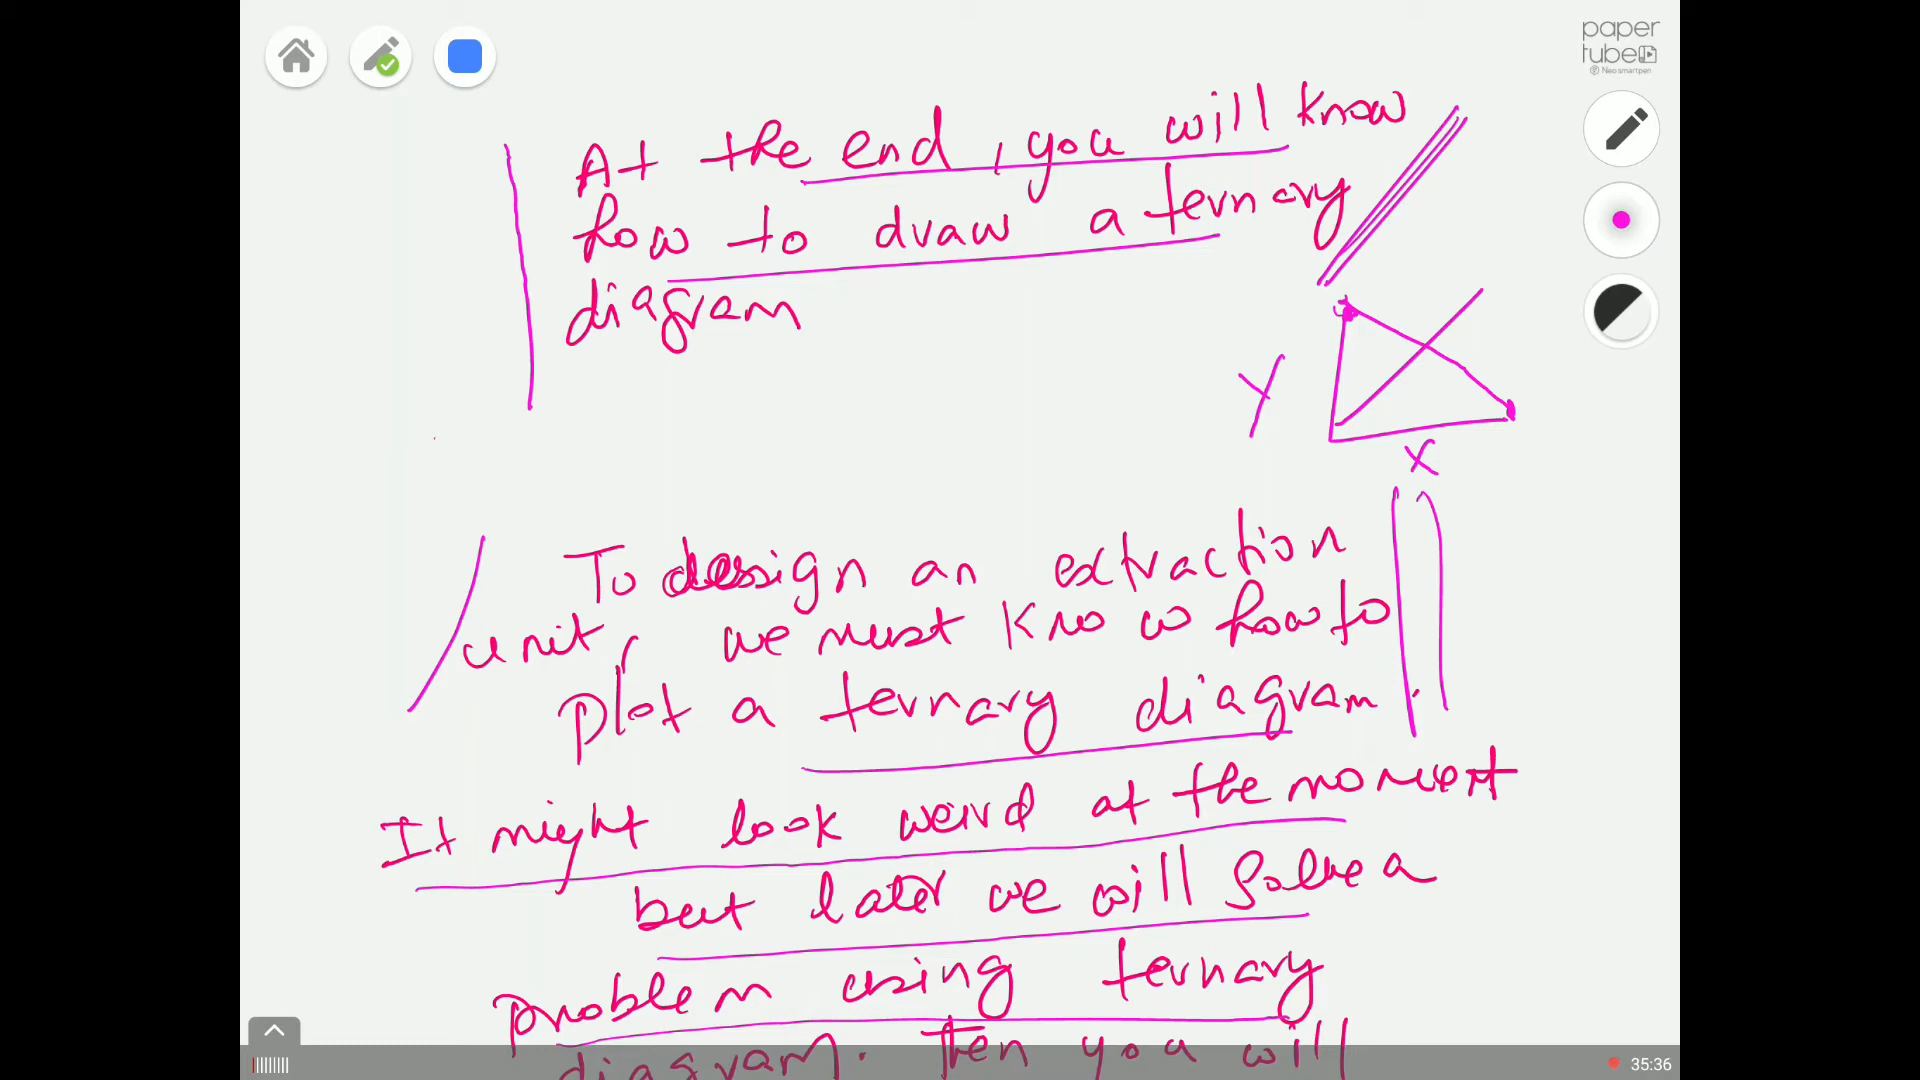 paper
tube
Neo smartpen
At the end, you will know
how to draw a ternary
diagram
Y
X
To design an extraction
unit, we must know how to
plot a ternary diagram.
It might look weird at the moment
but later we will solve a
problem using ternary
diagram. Then you will
35:36